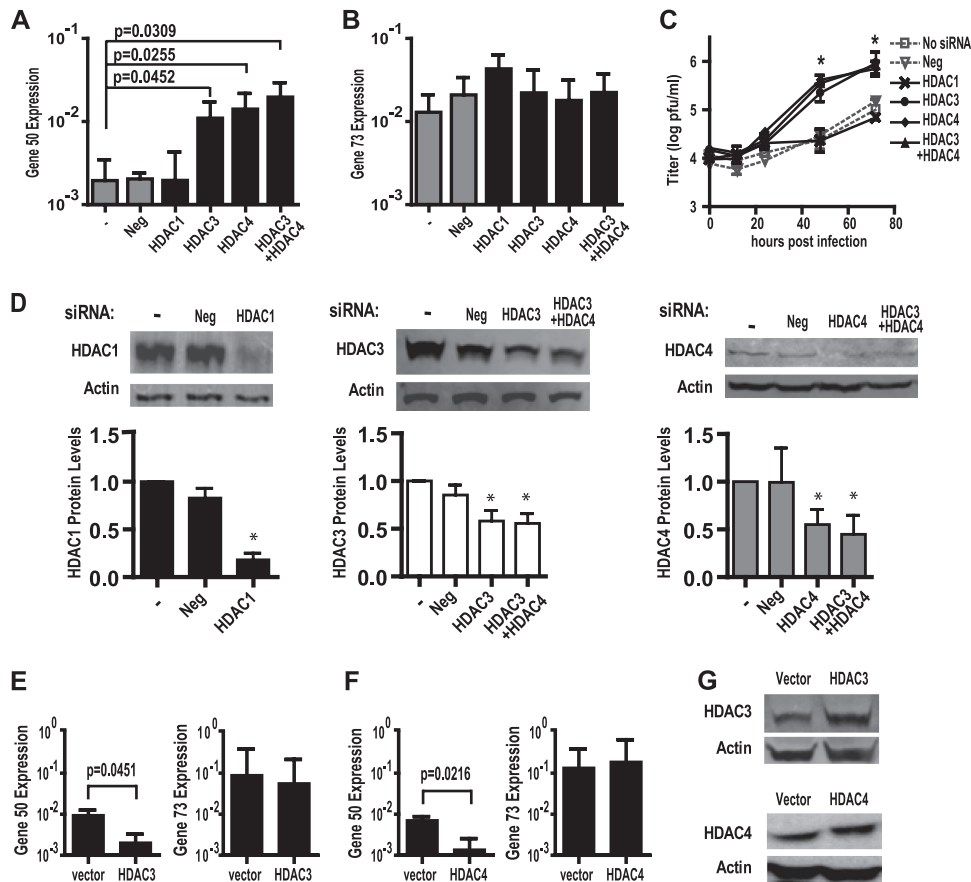 A
p=0.0309
p=0.0255
p=0.0452
Gene 50 Expression
10-1
10-2
10-3
-
Neg
HDAC1
HDAC3
HDAC4
HDAC3
+HDAC4
B
Gene 73 Expression
10-1
10-2
10-3
-
Neg
HDAC1
HDAC3
HDAC4
HDAC3
+HDAC4
C
Titer (log pfu/ml)
6
5
4
3
0
20
40
60
80
hours post infection
*
*
No siRNA
Neg
HDAC1
HDAC3
HDAC4
HDAC3
+HDAC4
D
siRNA:
-
Neg
HDAC1
HDAC1
Actin
HDAC1 Protein Levels
1.5
1.0
0.5
0.0
*
-
Neg
HDAC1
siRNA:
-
Neg
HDAC3
HDAC3
+HDAC4
HDAC3
Actin
HDAC3 Protein Levels
1.5
1.0
0.5
0.0
*
*
-
Neg
HDAC3
HDAC3
+HDAC4
siRNA:
-
Neg
HDAC4
HDAC3
+HDAC4
HDAC4
Actin
HDAC4 Protein Levels
1.5
1.0
0.5
0.0
*
*
-
Neg
HDAC4
HDAC3
+HDAC4
E
Gene 50 Expression
100
10-1
10-2
10-3
p=0.0451
vector
HDAC3
Gene 73 Expression
100
10-1
10-2
10-3
vector
HDAC3
F
Gene 50 Expression
100
10-1
10-2
10-3
p=0.0216
vector
HDAC4
Gene 73 Expression
100
10-1
10-2
10-3
vector
HDAC4
G
Vector
HDAC3
HDAC3
Actin
Vector
HDAC4
HDAC4
Actin